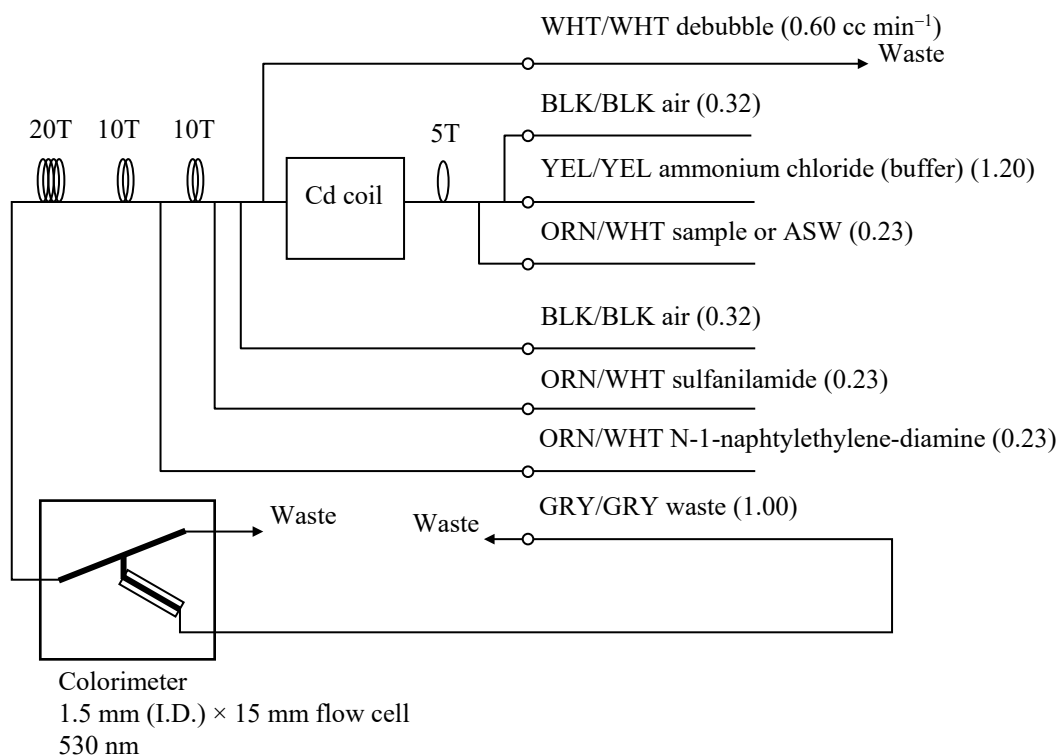 WHT/WHT debubble (0.60 cc min⁻¹)
Waste
BLK/BLK air (0.32)
20T 10T 10T 5T
YEL/YEL ammonium chloride (buffer) (1.20)
Cd coil
ORN/WHT sample or ASW (0.23)
BLK/BLK air (0.32)
ORN/WHT sulfanilamide (0.23)
ORN/WHT N-1-naphtylethylene-diamine (0.23)
GRY/GRY waste (1.00)
Waste
Waste
Colorimeter
1.5 mm (I.D.) × 15 mm flow cell
530 nm